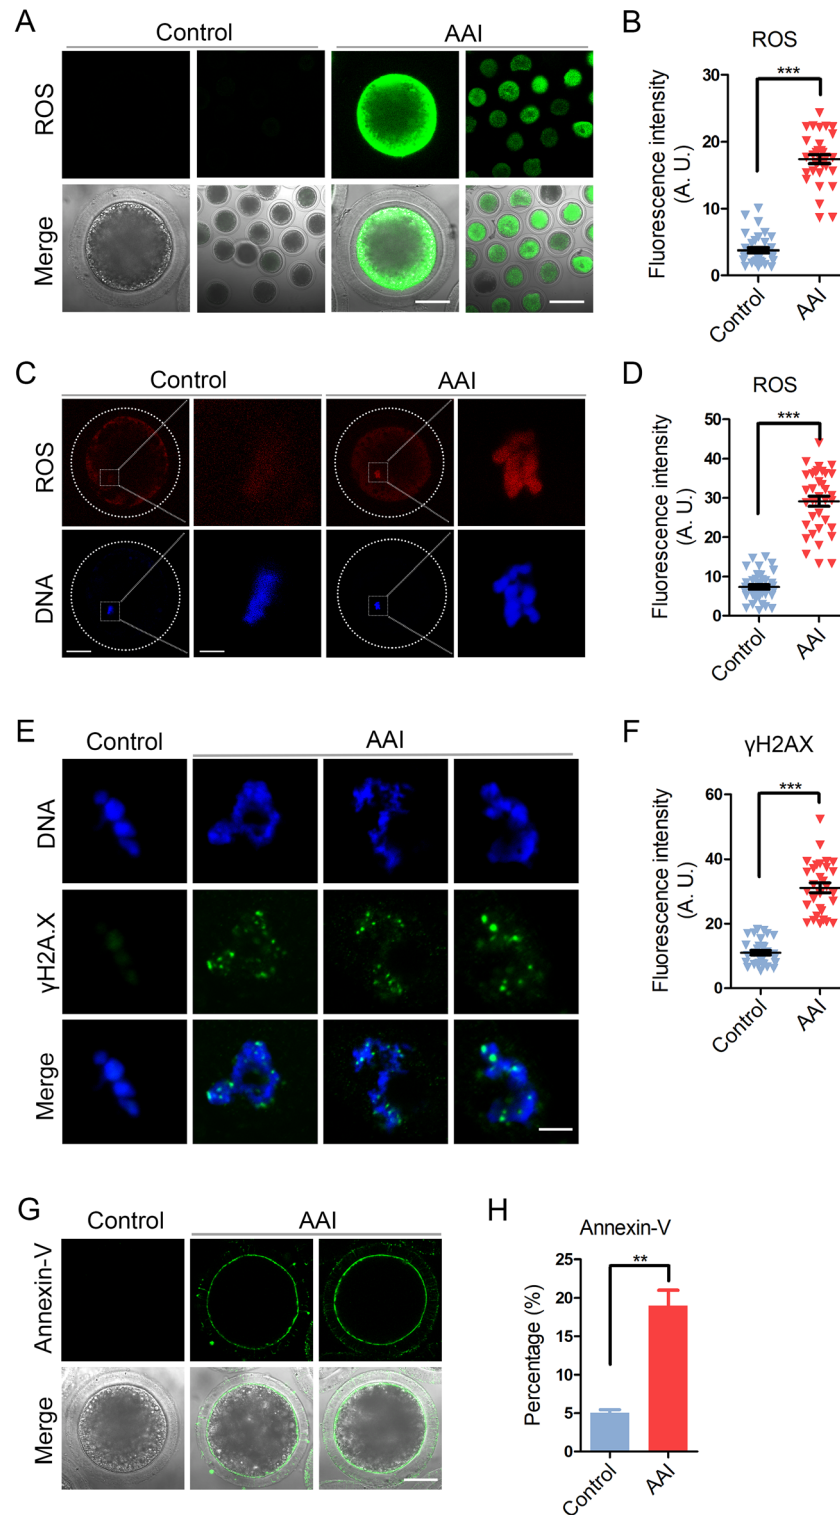 A
Control
AAI
ROS
Merge
B
ROS
Fluorescence intensity
(A. U.)
30
20
10
0
***
Control
AAI
C
Control
AAI
ROS
DNA
D
ROS
Fluorescence intensity
(A. U.)
50
40
30
20
10
0
***
Control
AAI
E
Control
AAI
DNA
γH2A.X
Merge
F
γH2AX
Fluorescence intensity
(A. U.)
60
40
20
0
***
Control
AAI
G
Control
AAI
Annexin-V
Merge
H
Annexin-V
Percentage (%)
25
20
15
10
5
0
**
Control
AAI